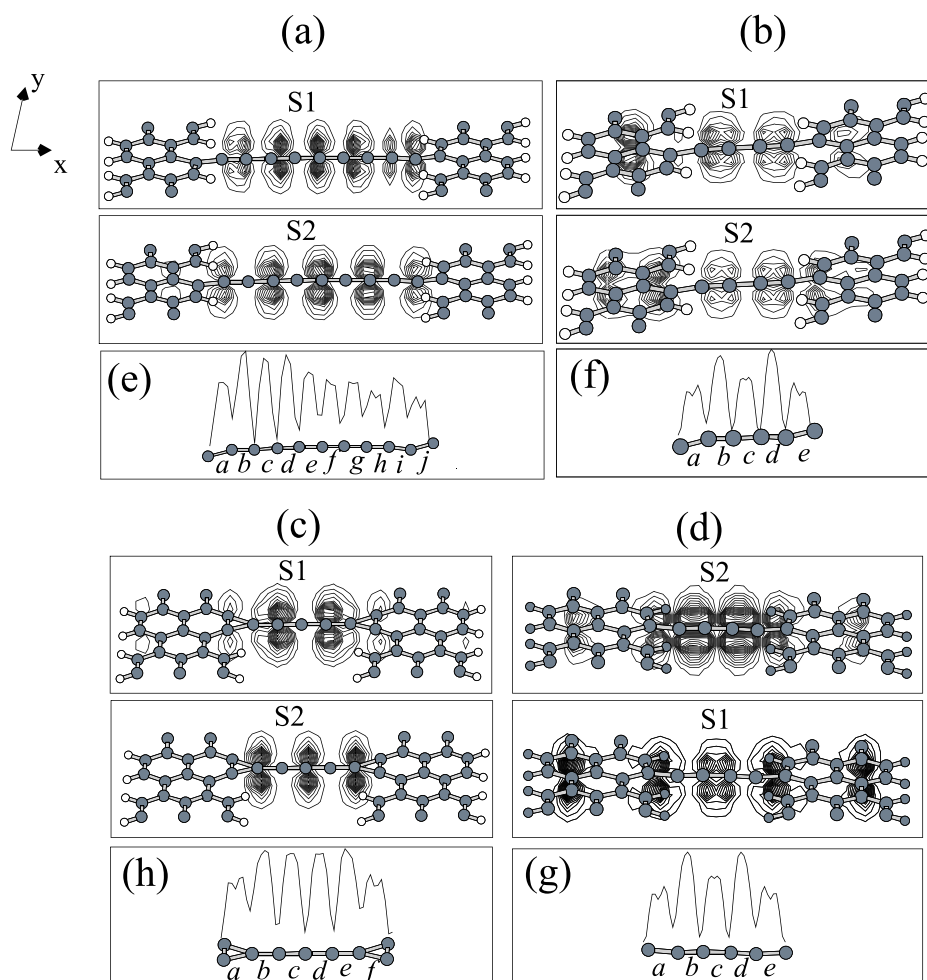 (a) (b)
y
x
S1 S1
S2 S2
(e) (f)
a b c d e f g h i j
a b c d e
(c) (d)
S1 S2
S2 S1
(h) (g)
a b c d e f
a b c d e